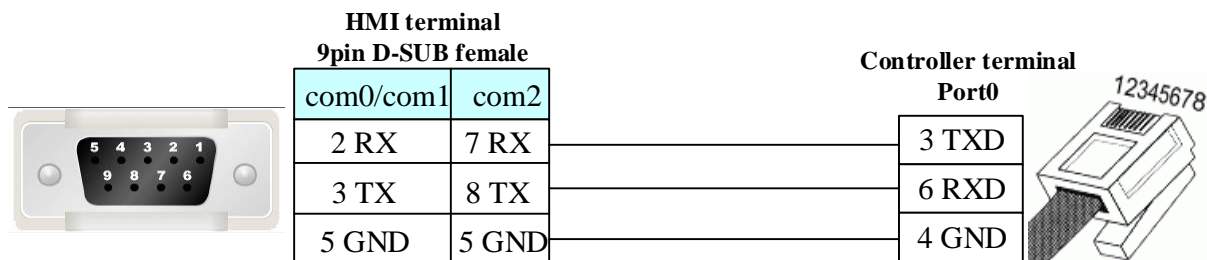 HMI terminal
9pin D-SUB female
com0/com1 com2
2 RX 7 RX
3 TX 8 TX
5 GND 5 GND
Controller terminal
Port0
3 TXD
6 RXD
4 GND
12345678
5 4 3 2 1
9 8 7 6